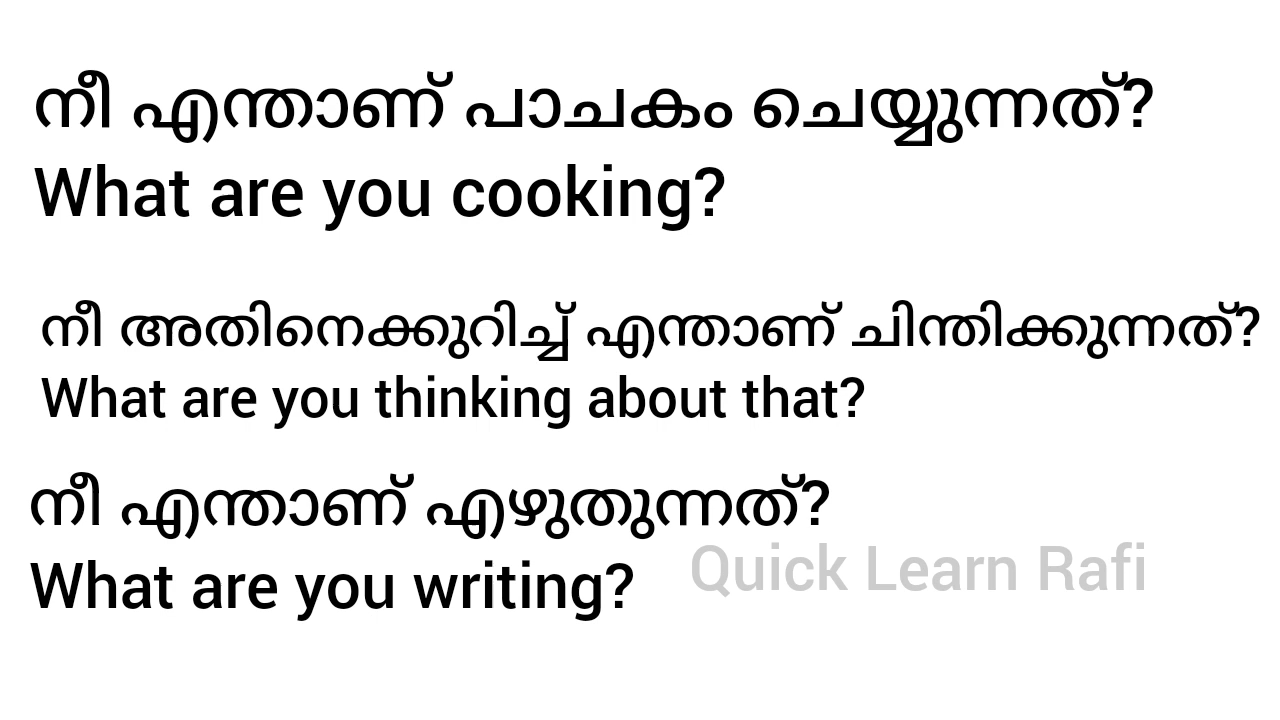 നീ എന്താണ് പാചകം ചെയ്യുന്നത്?
What are you cooking?
നീ അതിനെക്കുറിച്ച് എന്താണ് ചിന്തിക്കുന്നത്?
What are you thinking about that?
നീ എന്താണ് എഴുതുന്നത്?
What are you writing?
Quick Learn Rafi